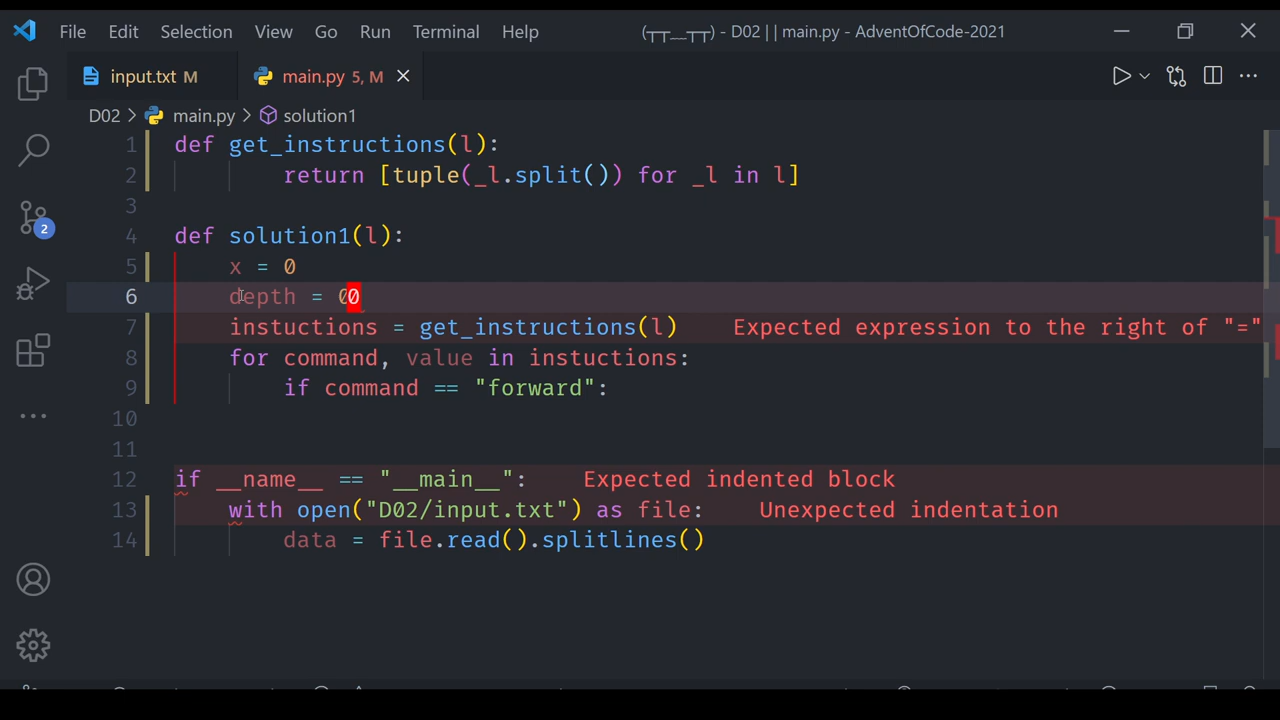 File Edit Selection View Go Run Terminal Help (┬┬__┬┬) - D02 | | main.py - AdventOfCode-2021
input.txt M main.py 5, M
D02 > main.py > solution1
1 def get_instructions(l):
2 return [tuple(_l.split()) for _l in l]
3
4 def solution1(l):
5 x = 0
6 depth = 00
7 instuctions = get_instructions(l) Expected expression to the right of "="
8 for command, value in instuctions:
9 if command == "forward":
10
11
12 if __name__ == "__main__": Expected indented block
13 with open("D02/input.txt") as file: Unexpected indentation
14 data = file.read().splitlines()
2